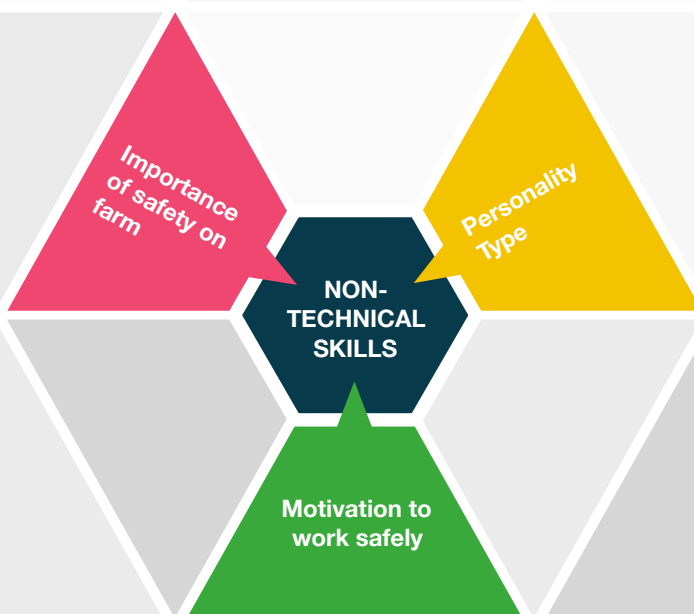 Importance
of safety on
farm
Personality
Type
NON-
TECHNICAL
SKILLS
Motivation to
work safely